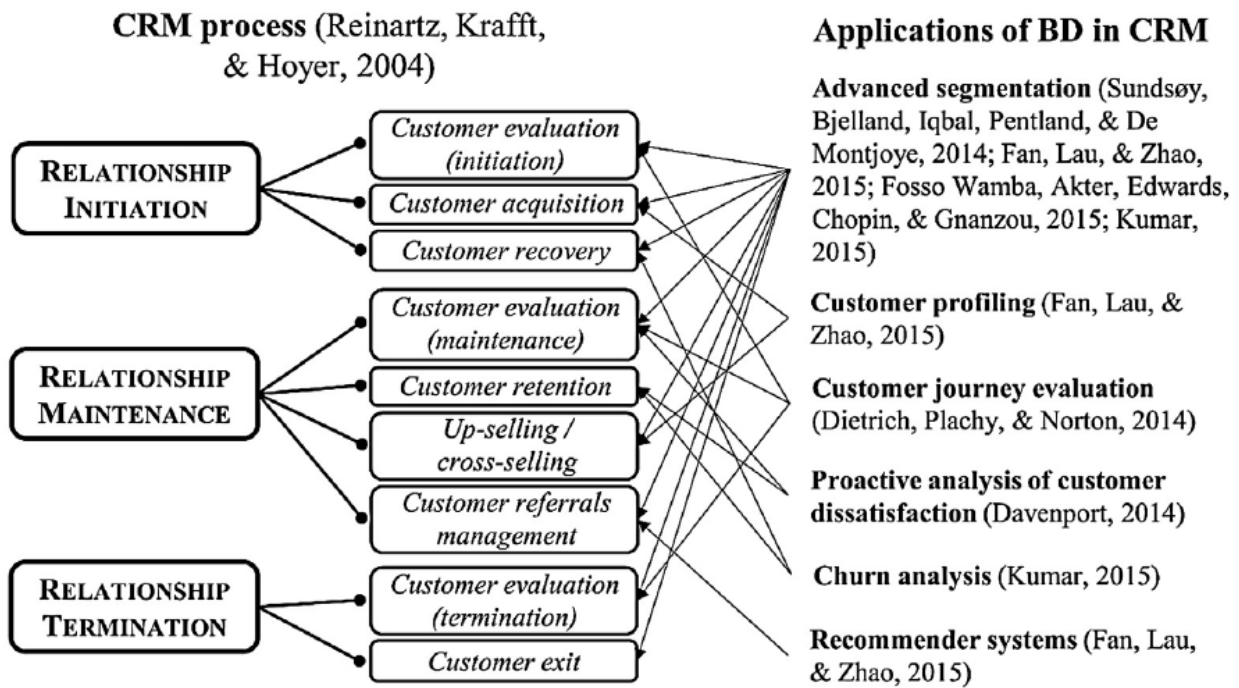 CRM process (Reinartz, Krafft,
& Hoyer, 2004)
RELATIONSHIP
INITIATION
Customer evaluation
(initiation)
Customer acquisition
Customer recovery
RELATIONSHIP
MAINTENANCE
Customer evaluation
(maintenance)
Customer retention
Up-selling /
cross-selling
Customer referrals
management
RELATIONSHIP
TERMINATION
Customer evaluation
(termination)
Customer exit
Applications of BD in CRM
Advanced segmentation (Sundsøy,
Bjelland, Iqbal, Pentland, & De
Montjoye, 2014; Fan, Lau, & Zhao,
2015; Fosso Wamba, Akter, Edwards,
Chopin, & Gnanzou, 2015; Kumar,
2015)
Customer profiling (Fan, Lau, &
Zhao, 2015)
Customer journey evaluation
(Dietrich, Plachy, & Norton, 2014)
Proactive analysis of customer
dissatisfaction (Davenport, 2014)
Churn analysis (Kumar, 2015)
Recommender systems (Fan, Lau,
& Zhao, 2015)